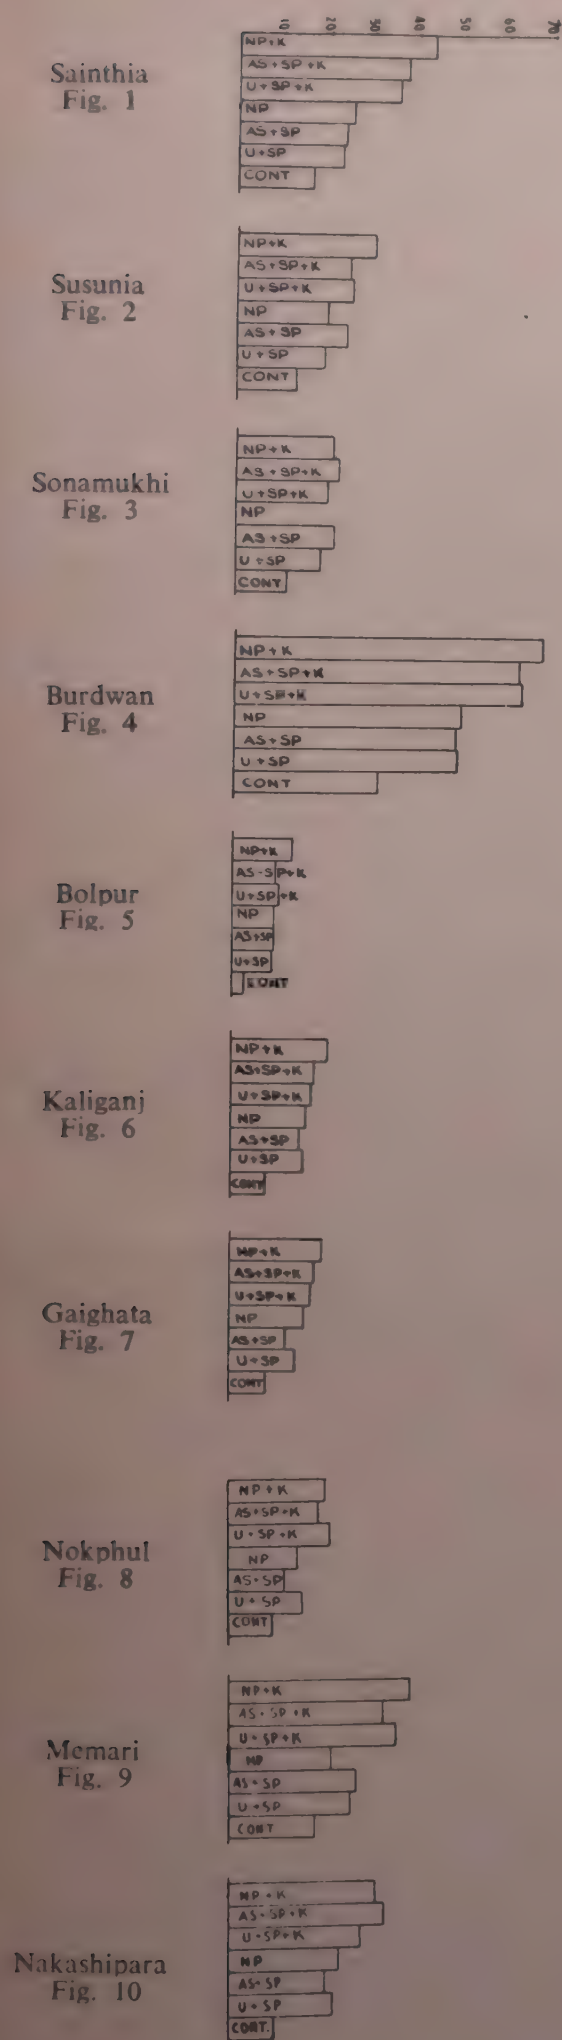 10 20 30 40 50 60 70
Sainthia
Fig. 1
NP+K
AS+SP+K
U+SP+K
NP
AS+SP
U+SP
CONT
Susunia
Fig. 2
NP+K
AS+SP+K
U+SP+K
NP
AS+SP
U+SP
CONT
Sonamukhi
Fig. 3
NP+K
AS+SP+K
U+SP+K
NP
AS+SP
U+SP
CONT
Burdwan
Fig. 4
NP+K
AS+SP+K
U+SP+K
NP
AS+SP
U+SP
CONT
Bolpur
Fig. 5
NP+K
AS-SP+K
U+SP+K
NP
AS+SP
U+SP
CONT
Kaliganj
Fig. 6
NP+K
AS+SP+K
U+SP+K
NP
AS+SP
U+SP
CONT
Gaighata
Fig. 7
NP+K
AS+SP+K
U+SP+K
NP
AS+SP
U+SP
CONT
Nokphul
Fig. 8
NP+K
AS+SP+K
U+SP+K
NP
AS+SP
U+SP
CONT
Memari
Fig. 9
NP+K
AS+SP+K
U+SP+K
NP
AS+SP
U+SP
CONT
Nakashipara
Fig. 10
NP+K
AS+SP+K
U+SP+K
NP
AS+SP
U+SP
CONT.